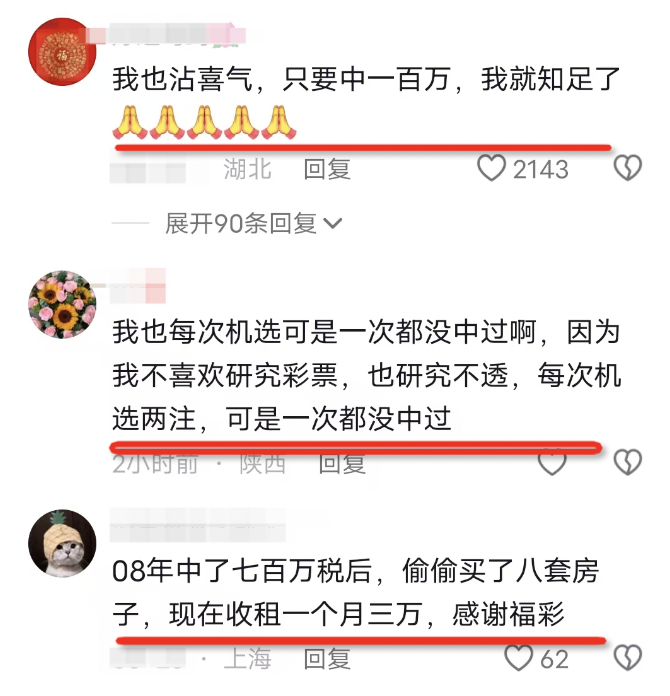 我也沾喜气，只要中一百万，我就知足了
🙏🙏🙏🙏🙏
湖北 回复 2143
展开90条回复
我也每次机选可是一次都没中过啊，因为
我不喜欢研究彩票，也研究不透，每次机
选两注，可是一次都没中过
2小时前 · 陕西 回复
08年中了七百万税后，偷偷买了八套房
子，现在收租一个月三万，感谢福彩
· 上海 回复 62